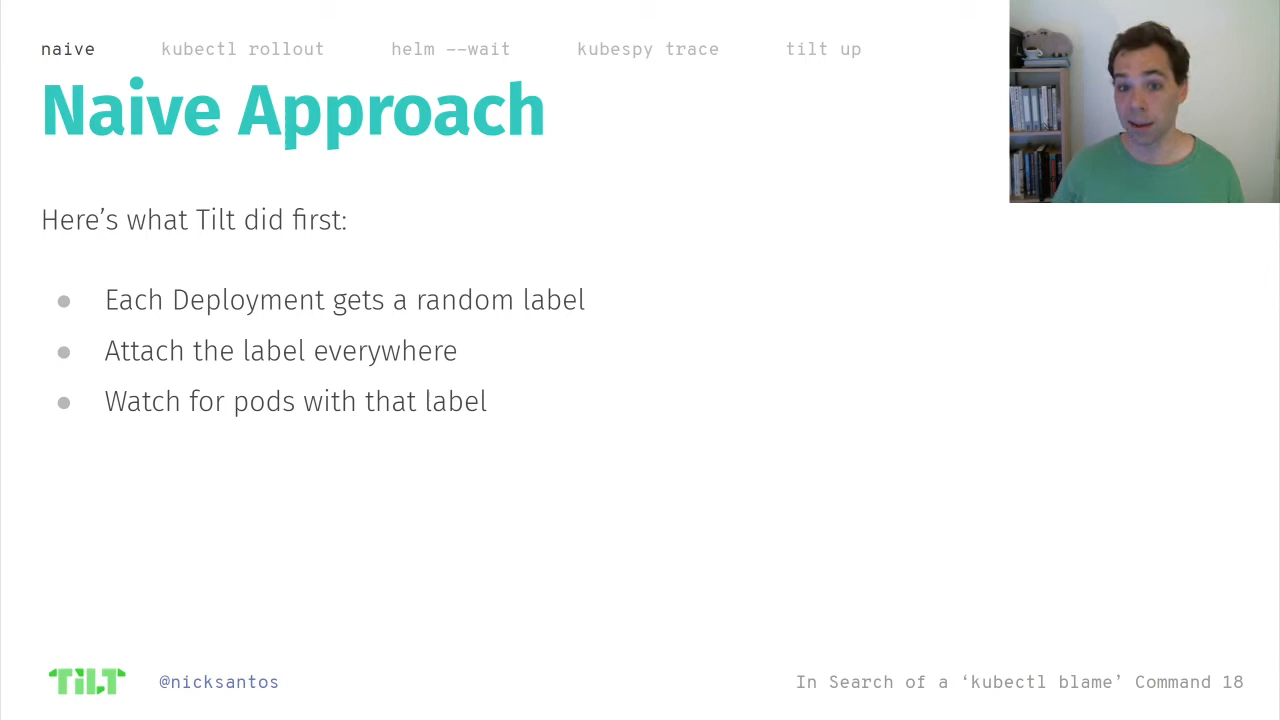 naive kubectl rollout helm --wait kubespy trace tilt up
Naive Approach
Here’s what Tilt did first:
● Each Deployment gets a random label
● Attach the label everywhere
● Watch for pods with that label
TILT @nicksantos In Search of a ‘kubectl blame’ Command 18